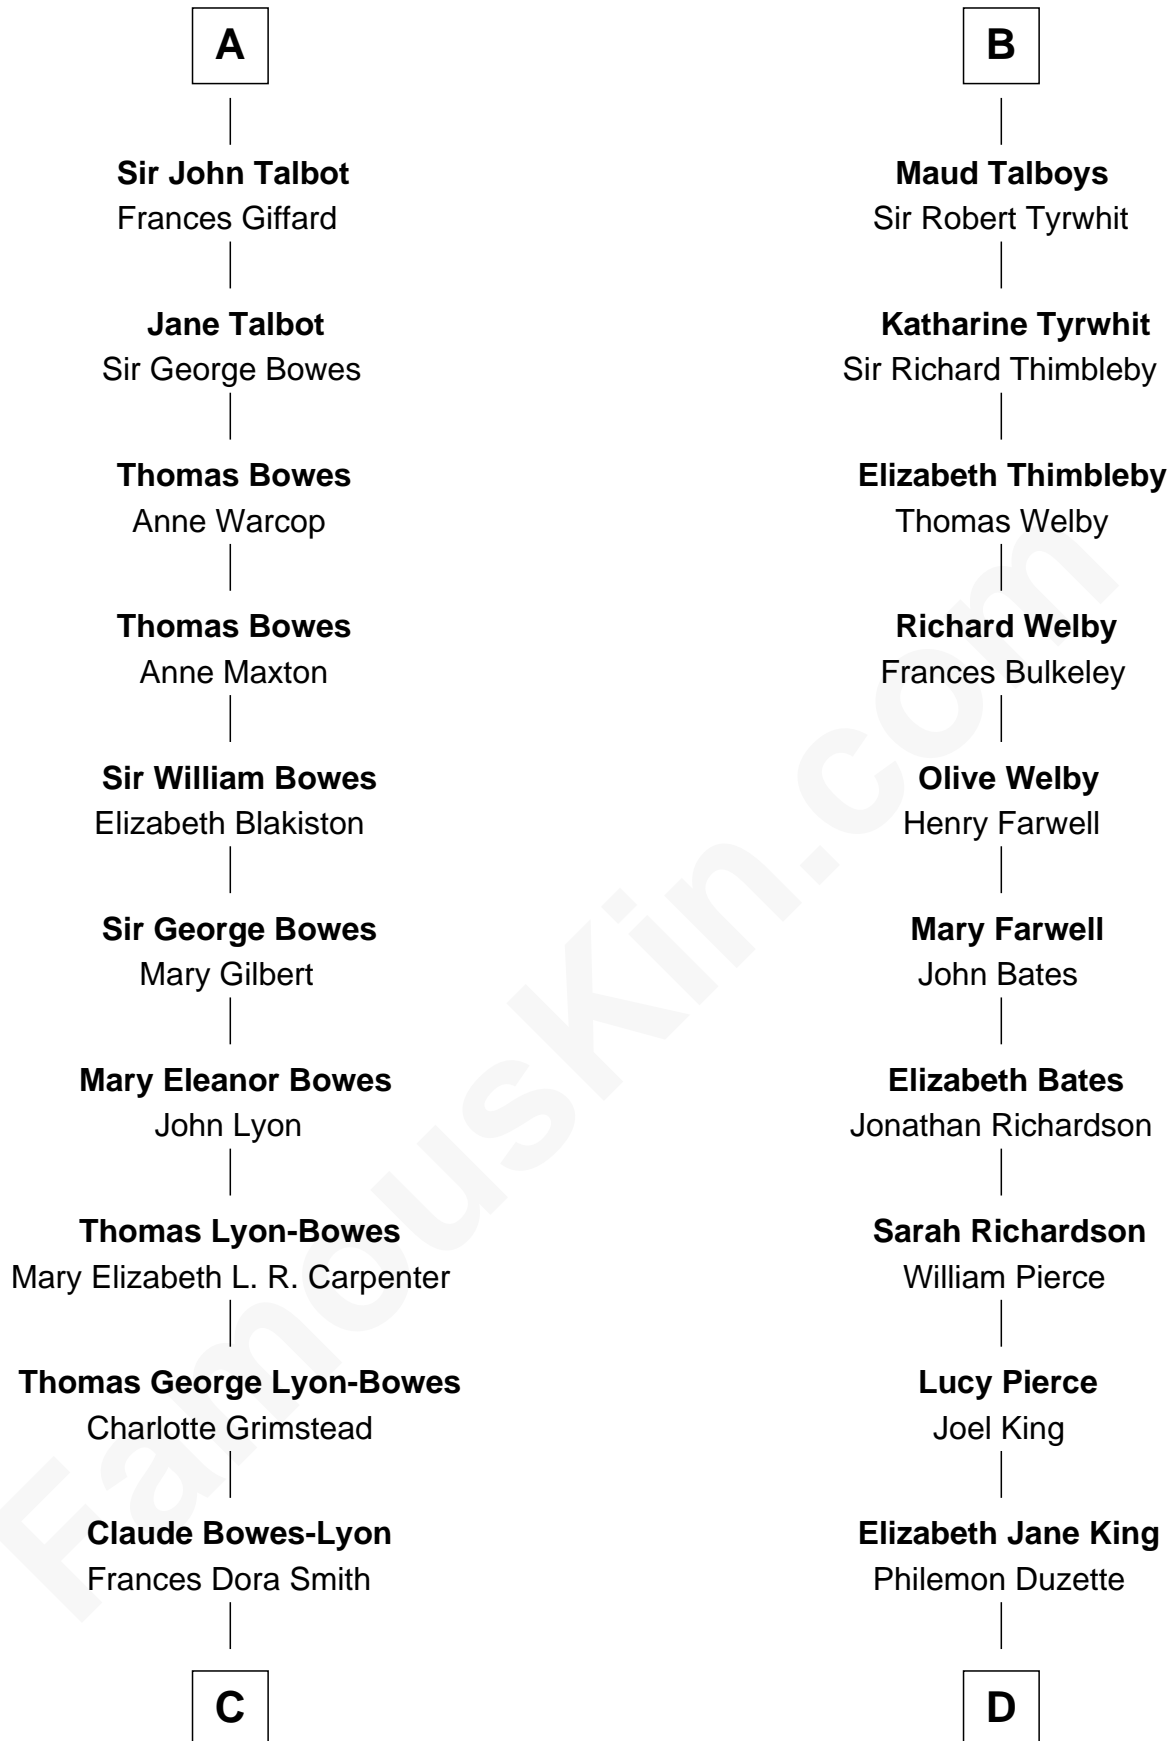 A
Sir John Talbot
Frances Giffard
Jane Talbot
Sir George Bowes
Thomas Bowes
Anne Warcop
Thomas Bowes
Anne Maxton
Sir William Bowes
Elizabeth Blakiston
Sir George Bowes
Mary Gilbert
Mary Eleanor Bowes
John Lyon
Thomas Lyon-Bowes
Mary Elizabeth L. R. Carpenter
Thomas George Lyon-Bowes
Charlotte Grimstead
Claude Bowes-Lyon
Frances Dora Smith
C
B
Maud Talboys
Sir Robert Tyrwhit
Katharine Tyrwhit
Sir Richard Thimbleby
Elizabeth Thimbleby
Thomas Welby
Richard Welby
Frances Bulkeley
Olive Welby
Henry Farwell
Mary Farwell
John Bates
Elizabeth Bates
Jonathan Richardson
Sarah Richardson
William Pierce
Lucy Pierce
Joel King
Elizabeth Jane King
Philemon Duzette
D
FamousKin.com